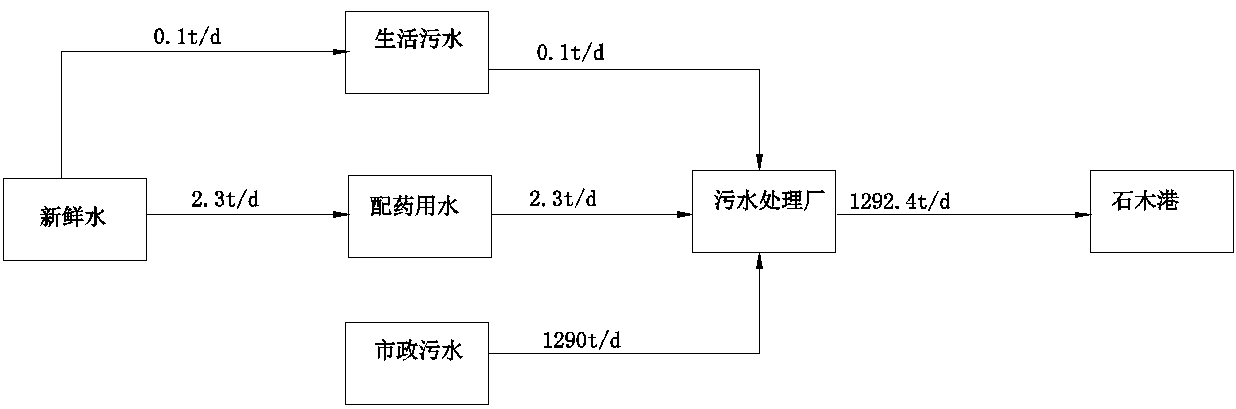 0.1t/d
生活污水
0.1t/d
新鲜水
2.3t/d
配药用水
2.3t/d
污水处理厂
1292.4t/d
石木港
市政污水
1290t/d